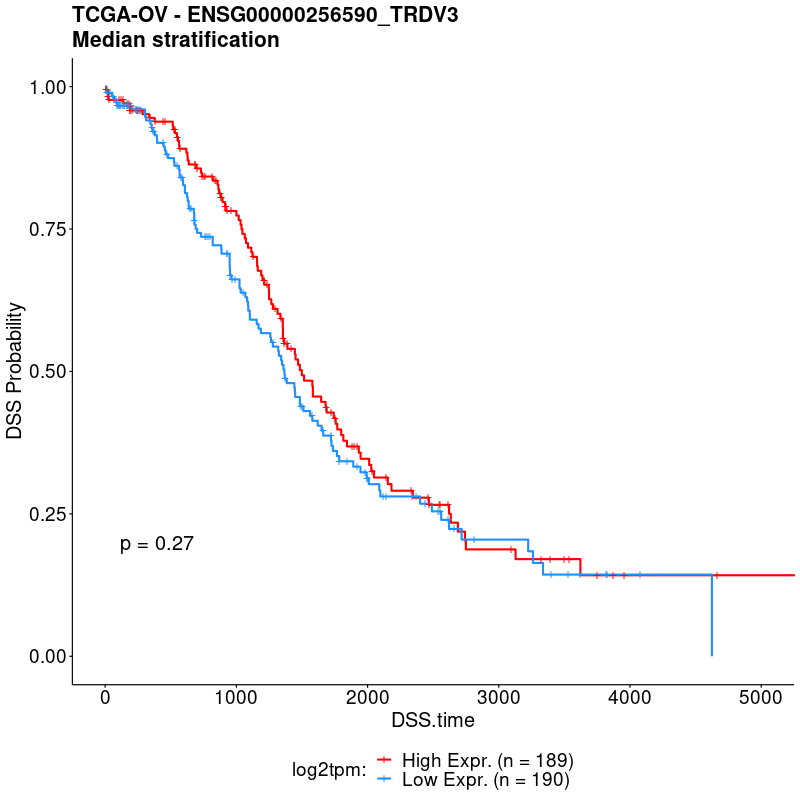 TCGA-OV - ENSG00000256590_TRDV3
Median stratification
1.00
0.75
0.50
0.25
0.00
DSS Probability
p = 0.27
0 1000 2000 3000 4000 5000
DSS.time
log2tpm:
High Expr. (n = 189)
Low Expr. (n = 190)